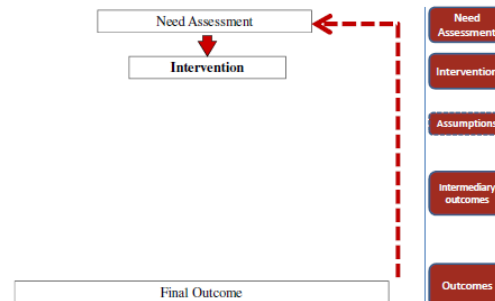 Need Assessment
Intervention
Final Outcome
Need
Assessment
Intervention
Assumptions
Intermediary
outcomes
Outcomes